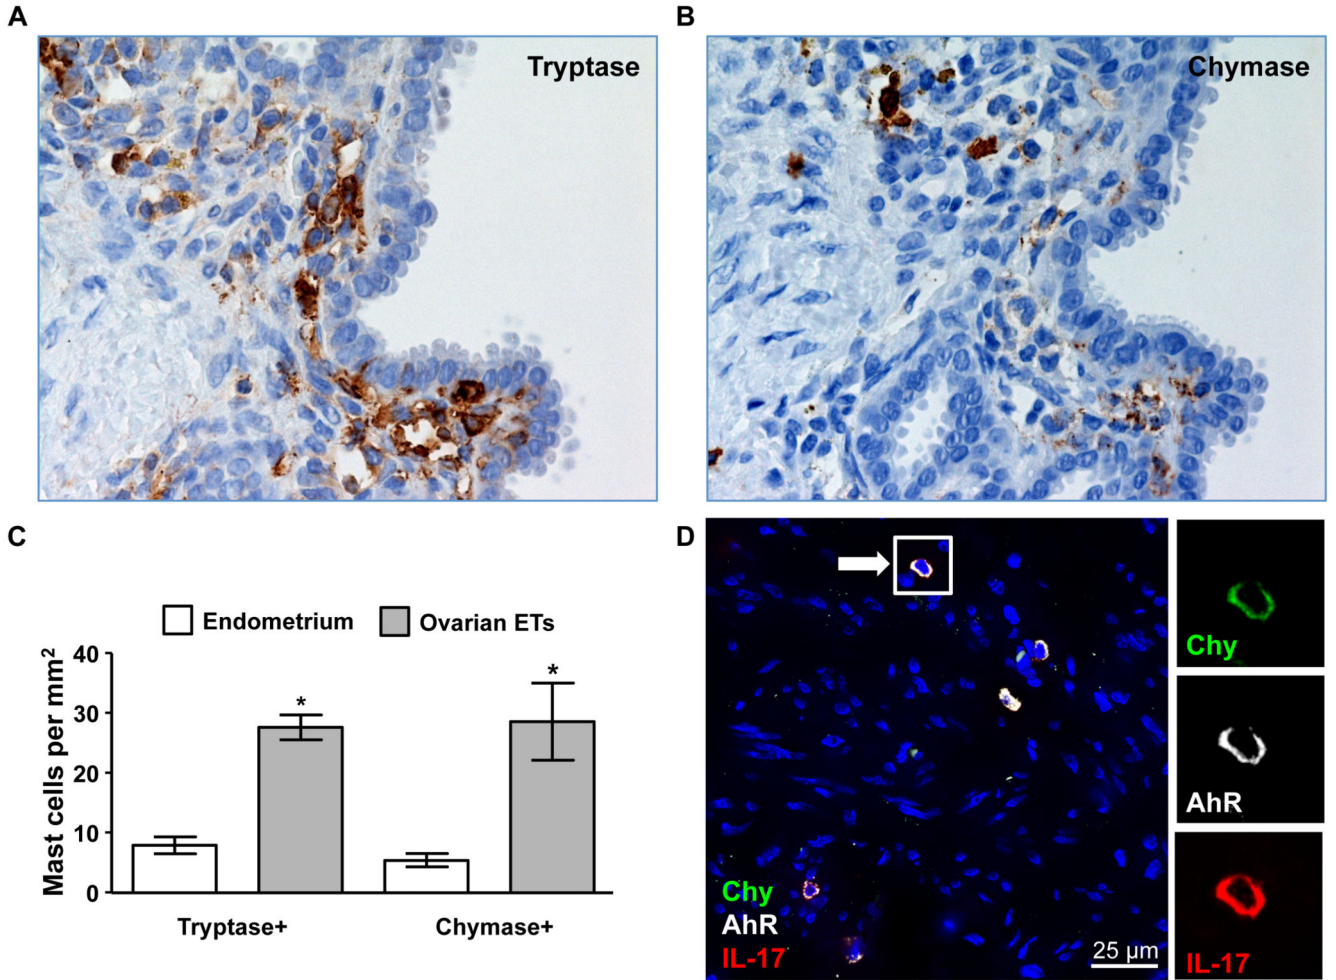 A
Tryptase
B
Chymase
C
Endometrium
Ovarian ETs
Mast cells per mm²
40
30
20
10
0
*
*
Tryptase+
Chymase+
D
Chy
AhR
IL-17
25 µm
Chy
AhR
IL-17